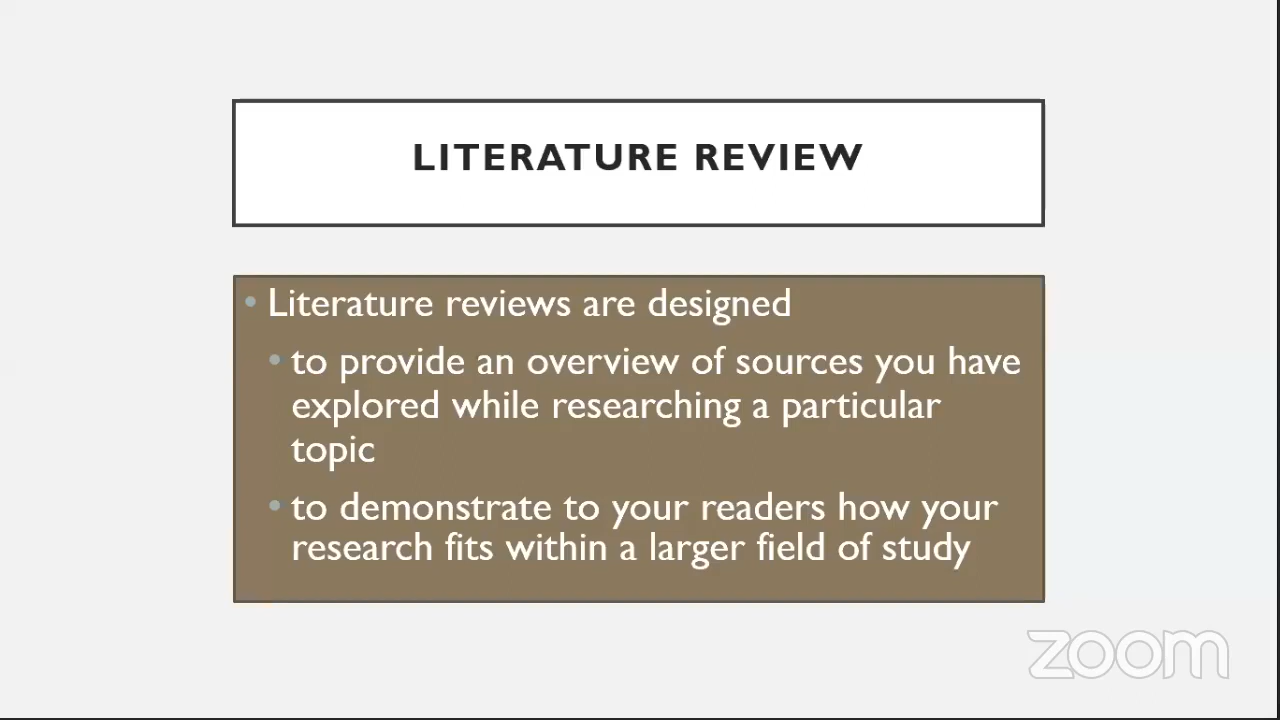 LITERATURE REVIEW
• Literature reviews are designed
• to provide an overview of sources you have
explored while researching a particular
topic
• to demonstrate to your readers how your
research fits within a larger field of study
zoom